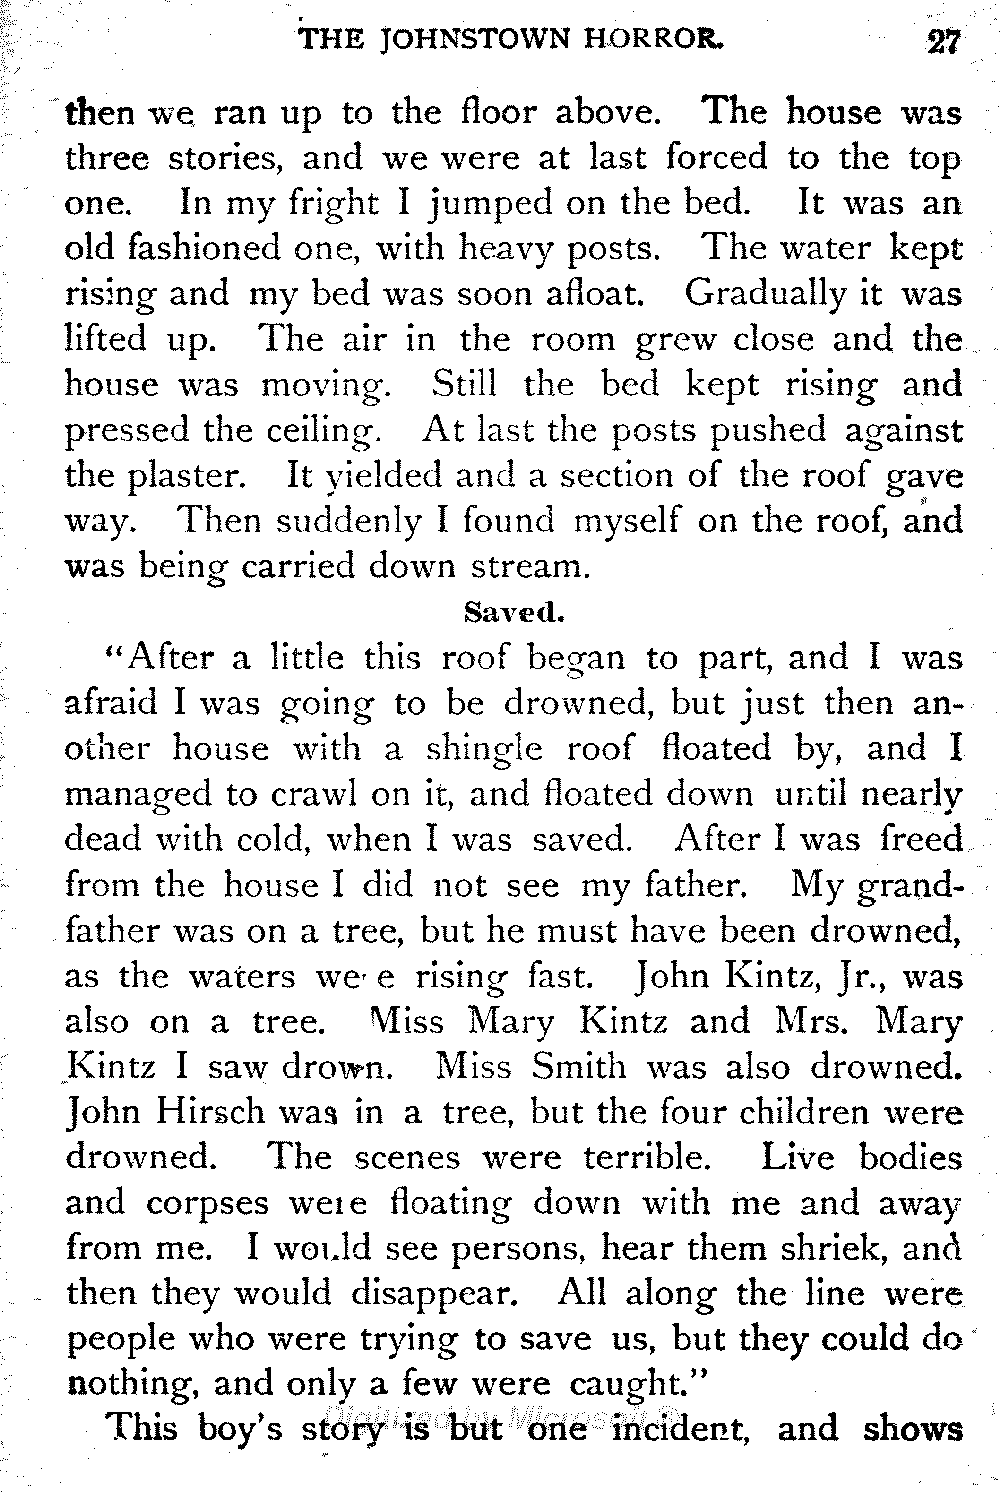 THE JOHNSTOWN HORROR. 27
then we ran up to the floor above. The house was
three stories, and we were at last forced to the top
one. In my fright I jumped on the bed. It was an
old fashioned one, with heavy posts. The water kept
rising and my bed was soon afloat. Gradually it was
lifted up. The air in the room grew close and the
house was moving. Still the bed kept rising and
pressed the ceiling. At last the posts pushed against
the plaster. It yielded and a section of the roof gave
way. Then suddenly I found myself on the roof, and
was being carried down stream.
Saved.
"After a little this roof began to part, and I was
afraid I was going to be drowned, but just then an-
other house with a shingle roof floated by, and I
managed to crawl on it, and floated down until nearly
dead with cold, when I was saved. After I was freed
from the house I did not see my father. My grand-
father was on a tree, but he must have been drowned,
as the waters were rising fast. John Kintz, Jr., was
also on a tree. Miss Mary Kintz and Mrs. Mary
Kintz I saw drown. Miss Smith was also drowned.
John Hirsch was in a tree, but the four children were
drowned. The scenes were terrible. Live bodies
and corpses were floating down with me and away
from me. I would see persons, hear them shriek, and
then they would disappear. All along the line were
people who were trying to save us, but they could do
nothing, and only a few were caught."
This boy's story is but one incident, and shows
Digitized by Microsoft ®